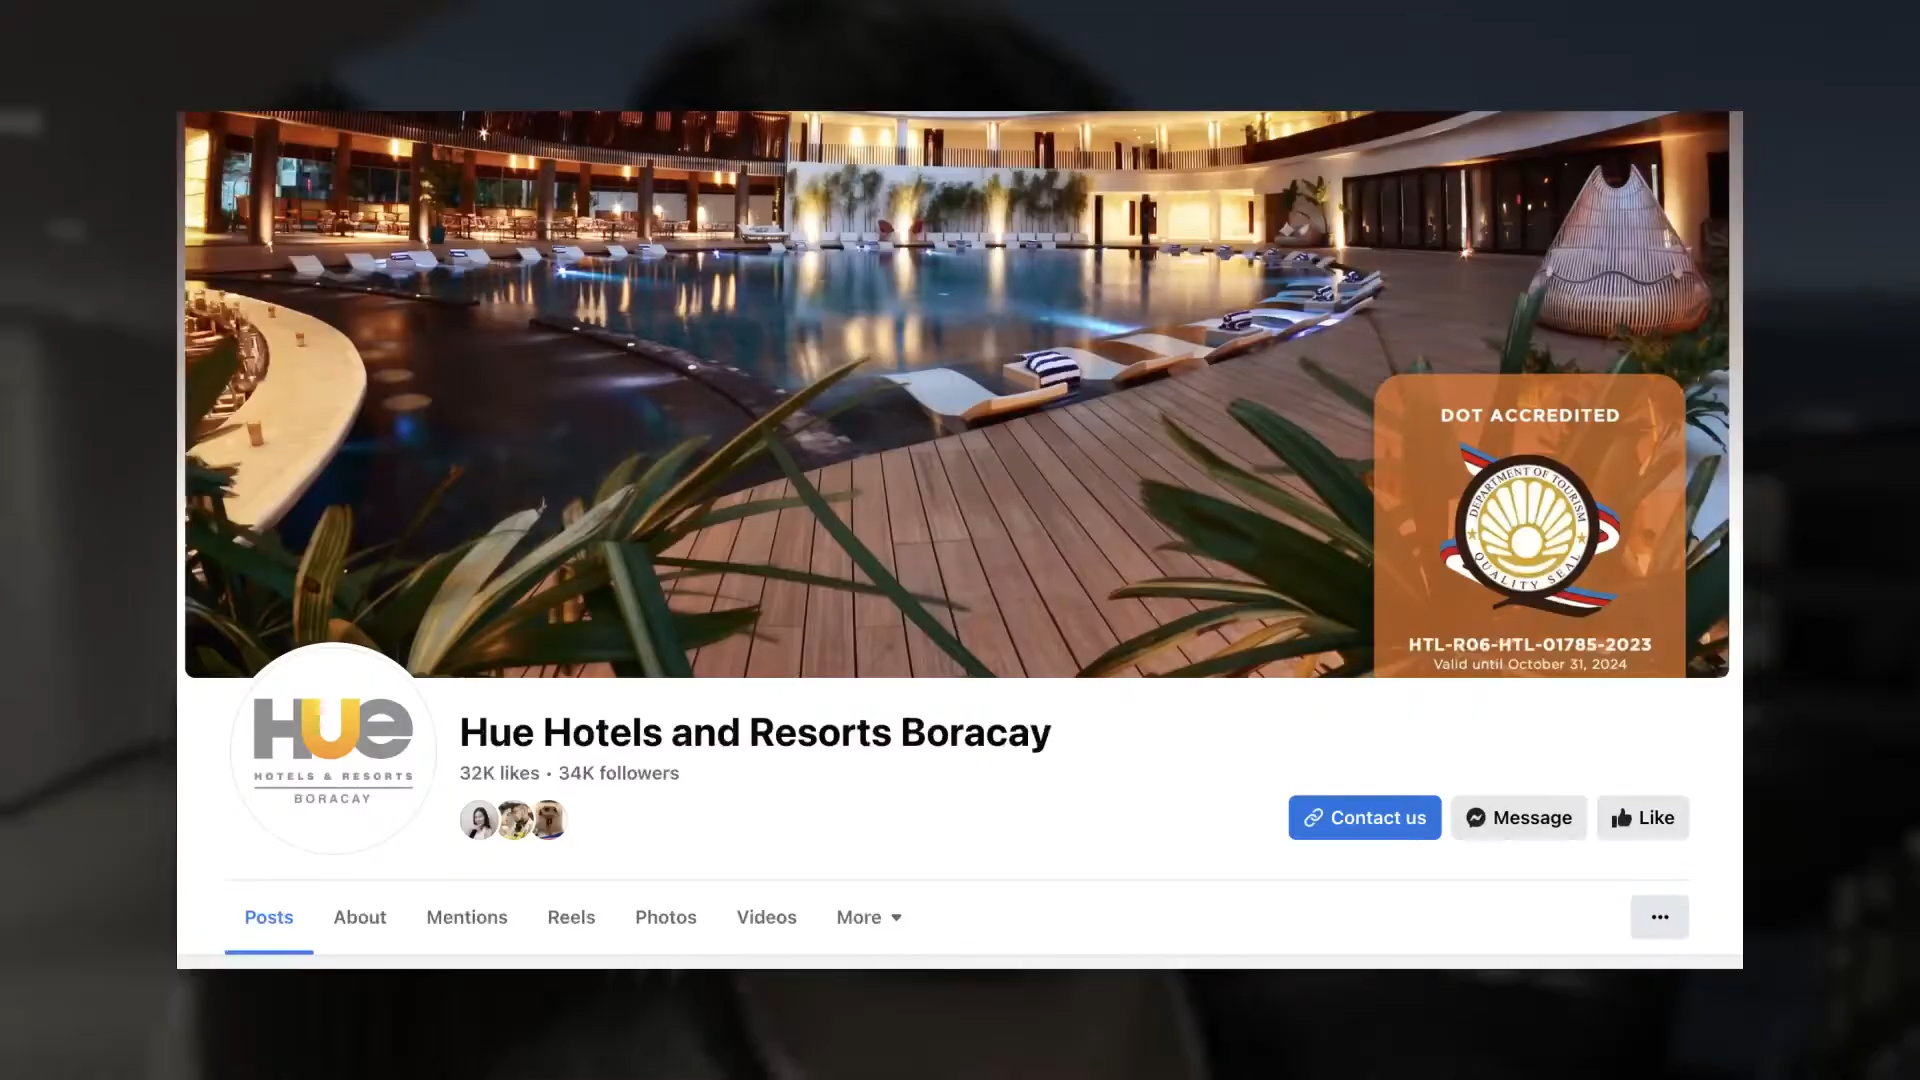 DOT ACCREDITED
DEPARTMENT OF TOURISM
QUALITY SEAL
HTL-R06-HTL-01785-2023
Valid until October 31, 2024
Hue
HOTELS & RESORTS
BORACAY
Hue Hotels and Resorts Boracay
32K likes • 34K followers
Contact us
Message
Like
Posts
About
Mentions
Reels
Photos
Videos
More